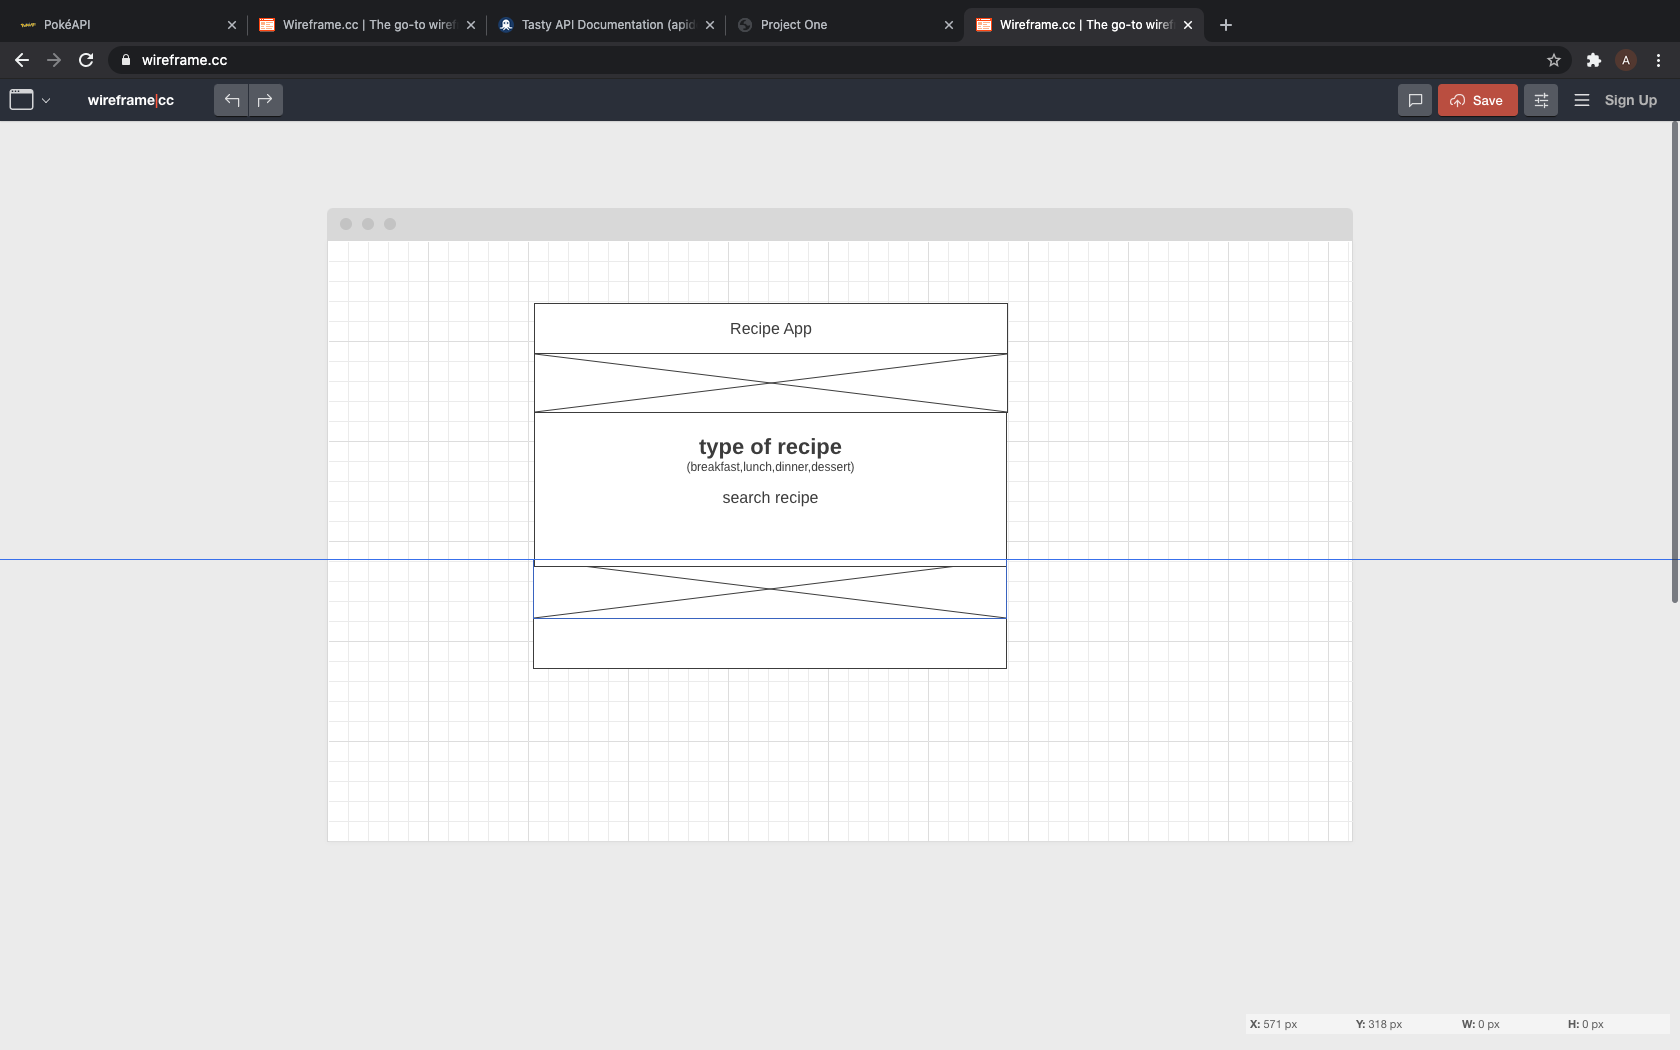 PokéAPI
Wireframe.cc | The go-to wiref
Tasty API Documentation (apid
Project One
Wireframe.cc | The go-to wiref
wireframe.cc
A
wireframe|cc
Save
Sign Up
Recipe App
type of recipe
(breakfast,lunch,dinner,dessert)
search recipe
X: 571 px Y: 318 px W: 0 px H: 0 px